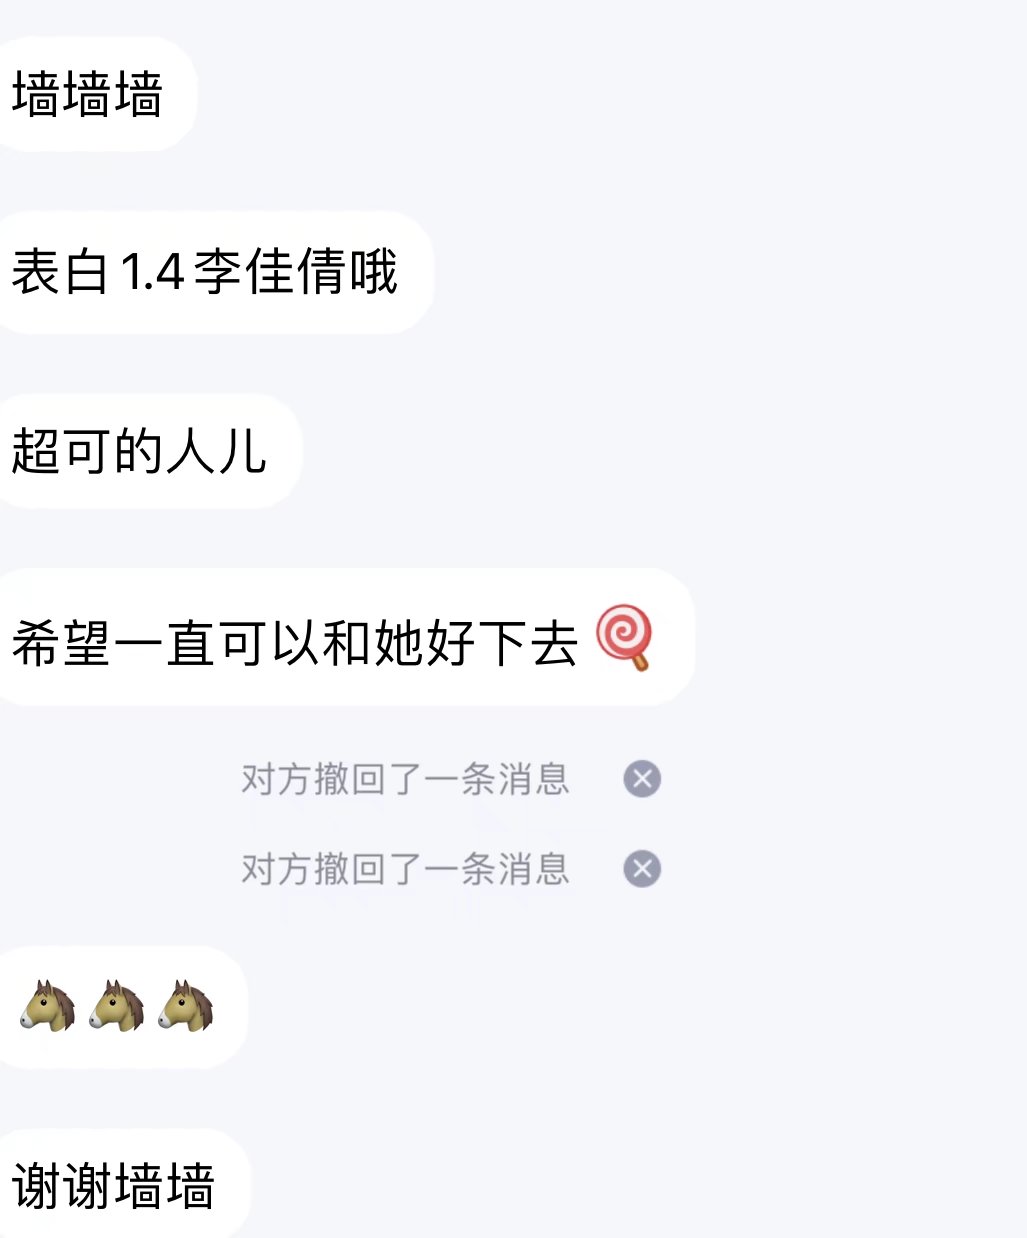 墙墙墙
表白1.4李佳倩哦
超可的人儿
希望一直可以和她好下去🍭
对方撤回了一条消息
对方撤回了一条消息
🐴🐴🐴
谢谢墙墙